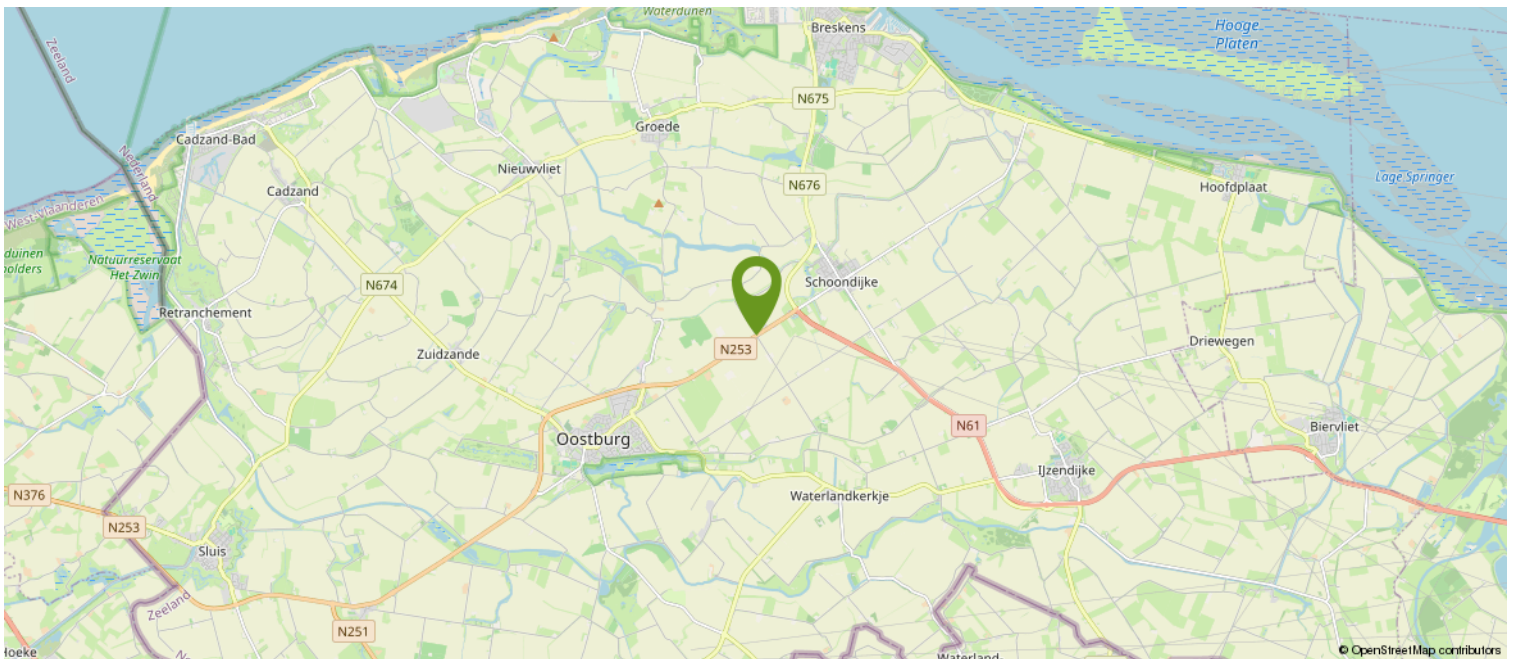 Waterdunen
Breskens
Hooge
Platen
Zeeland
N675
Groede
Cadzand-Bad
Nederland
Nieuwvliet
N676
Lage Springer
Cadzand
Hoofdplaat
West-Vlaanderen
duinen
polders
Natuurreservaat
Het Zwin
N674
Schoondijke
Retranchement
Driewegen
Zuidzande
N253
N61
Biervliet
Oostburg
IJzendijke
N376
Waterlandkerkje
N253
Sluis
Zeeland
N251
Hoeke
Waterland-
© OpenStreetMap contributors